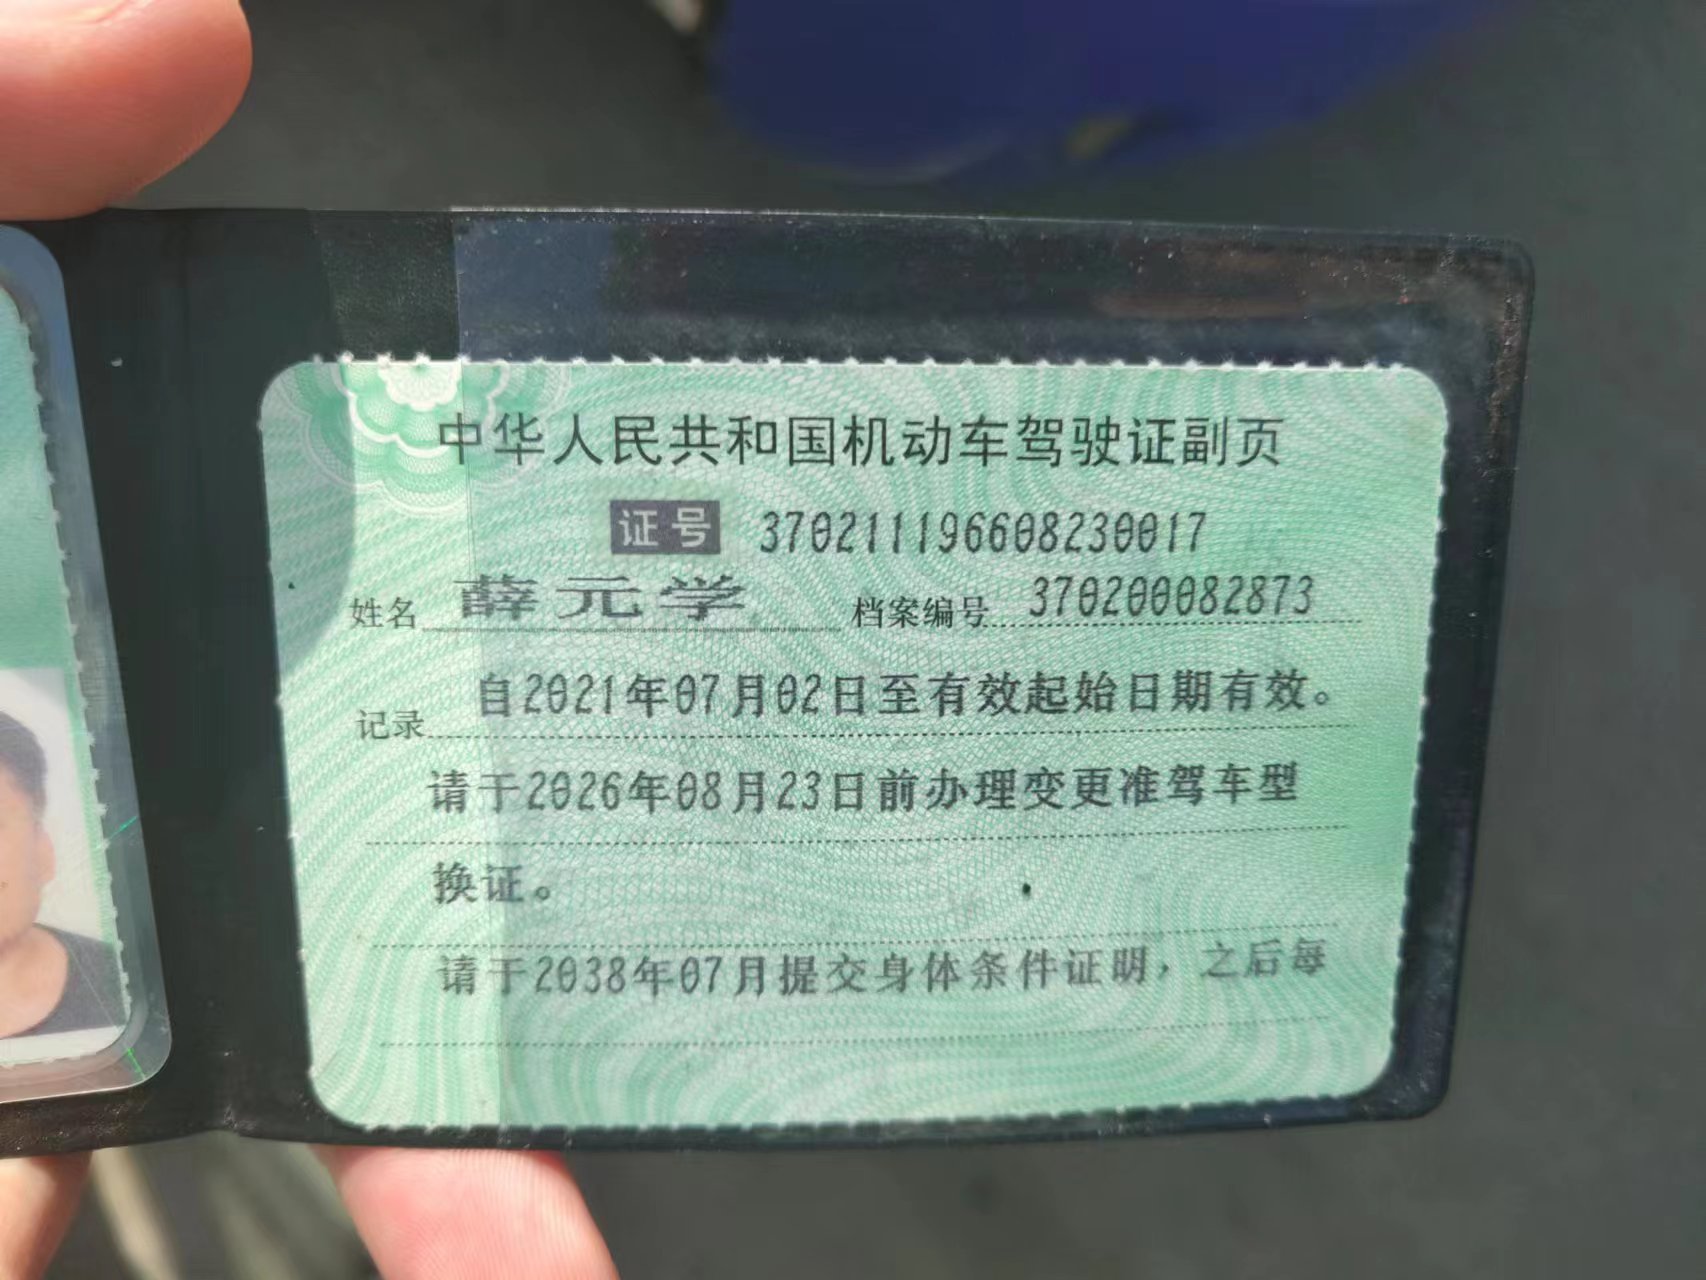 中华人民共和国机动车驾驶证副页
证号 370211196608230017
姓名 薛元学 档案编号 370200082873
记录 自2021年07月02日至有效起始日期有效。
请于2026年08月23日前办理变更准驾车型
换证。
请于2038年07月提交身体条件证明，之后每